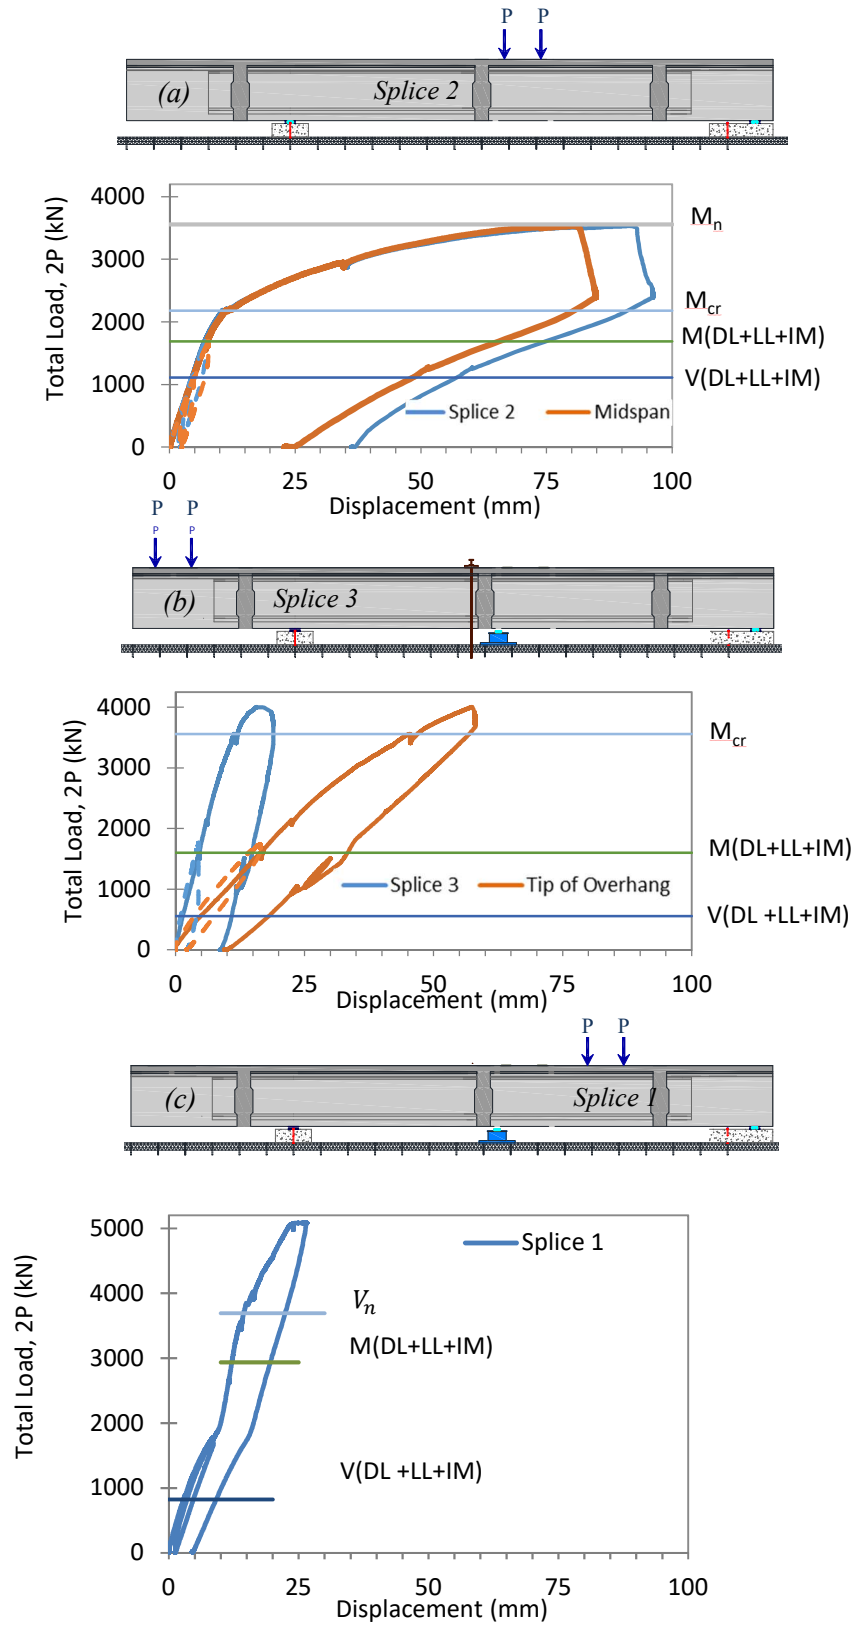 P P
(a) Splice 2
4000
3000
2000
1000
0
Total Load, 2P (kN)
Mn
Mcr
M(DL+LL+IM)
V(DL+LL+IM)
Splice 2 Midspan
0 25 50 75 100
Displacement (mm)
P P
P P
(b) Splice 3
4000
3000
2000
1000
0
Total Load, 2P (kN)
Mcr
M(DL+LL+IM)
V(DL +LL+IM)
Splice 3 Tip of Overhang
0 25 50 75 100
Displacement (mm)
P P
(c) Splice 1
5000
4000
3000
2000
1000
0
Total Load, 2P (kN)
Splice 1
Vn
M(DL+LL+IM)
V(DL +LL+IM)
0 25 50 75 100
Displacement (mm)